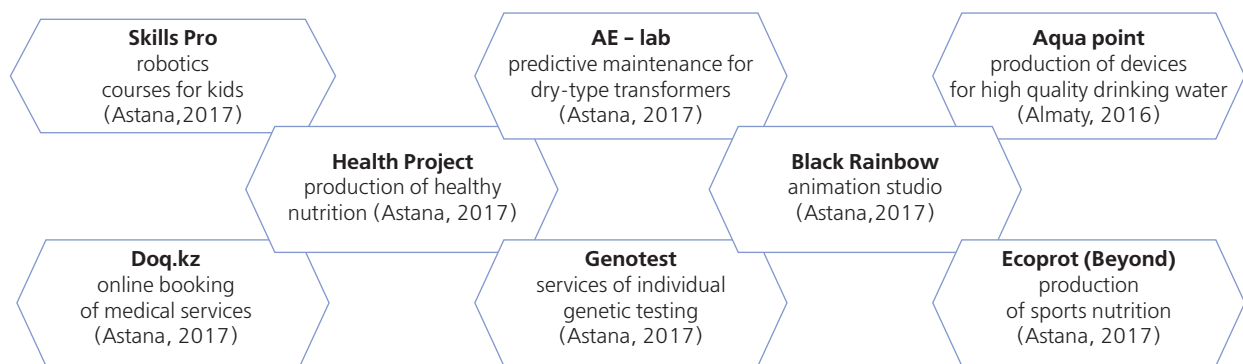 Skills Pro
robotics
courses for kids
(Astana,2017)
AE – lab
predictive maintenance for
dry-type transformers
(Astana, 2017)
Aqua point
production of devices
for high quality drinking water
(Almaty, 2016)
Health Project
production of healthy
nutrition (Astana, 2017)
Black Rainbow
animation studio
(Astana,2017)
Doq.kz
online booking
of medical services
(Astana, 2017)
Genotest
services of individual
genetic testing
(Astana, 2017)
Ecoprot (Beyond)
production
of sports nutrition
(Astana, 2017)